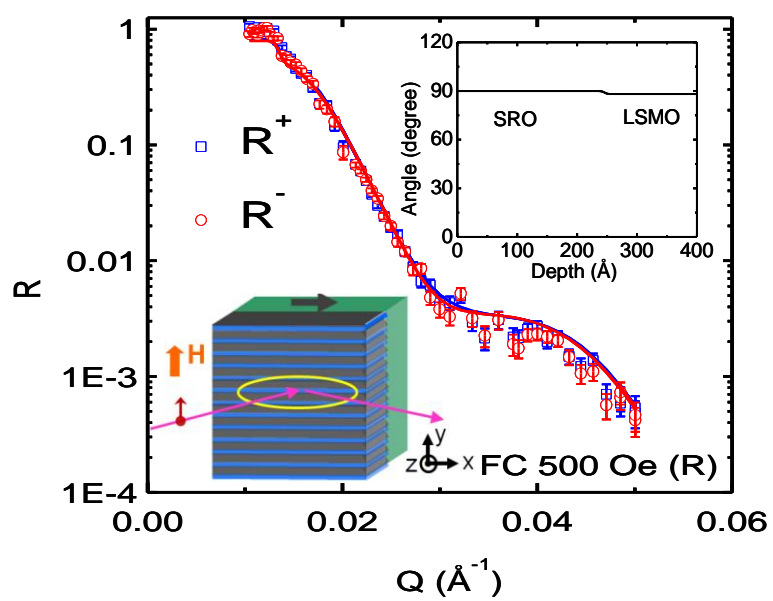 1
0.1
0.01
1E-3
1E-4
R
0.00
0.02
0.04
0.06
Q (Å⁻¹)
R⁺
R⁻
120
90
60
30
0
Angle (degree)
SRO
LSMO
0
100
200
300
400
Depth (Å)
H
y
z
x
FC 500 Oe (R)